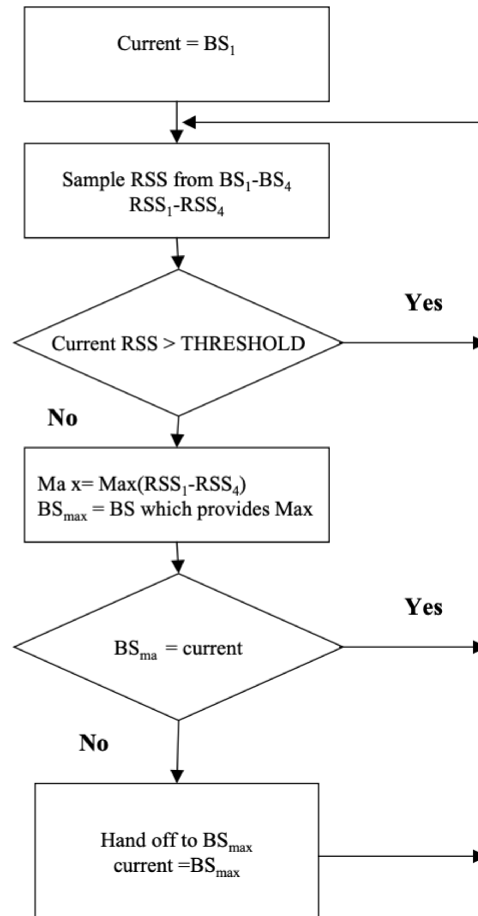 Current = BS₁
Sample RSS from BS₁-BS₄
RSS₁-RSS₄
Yes
Current RSS > THRESHOLD
No
Ma x= Max(RSS₁-RSS₄)
BSₘₐₓ = BS which provides Max
Yes
BSₘₐ = current
No
Hand off to BSₘₐₓ
current =BSₘₐₓ